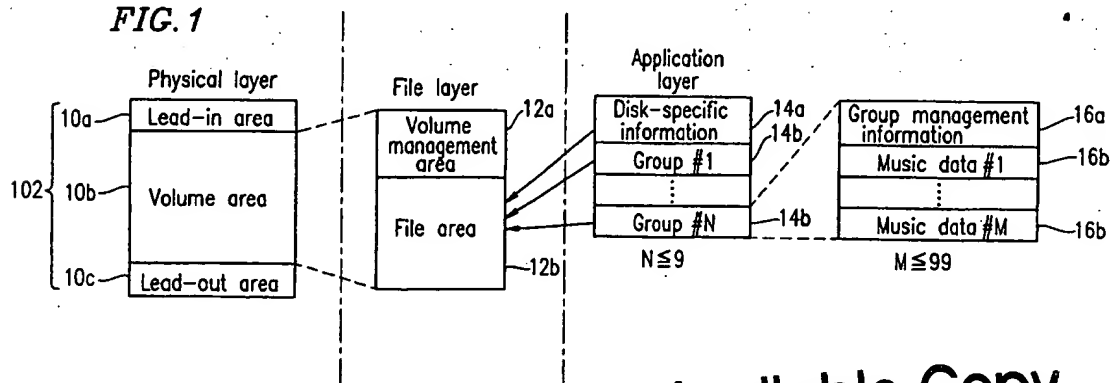 FIG. 1
Physical layer
File layer
Application
layer
102
10a
Lead-in area
10b
Volume area
10c
Lead-out area
Volume
management
area
12a
File area
12b
Disk-specific
information
14a
14b
Group #1
Group #N
14b
N≦9
Group management
information
16a
Music data #1
16b
Music data #M
16b
M≦99
Copy